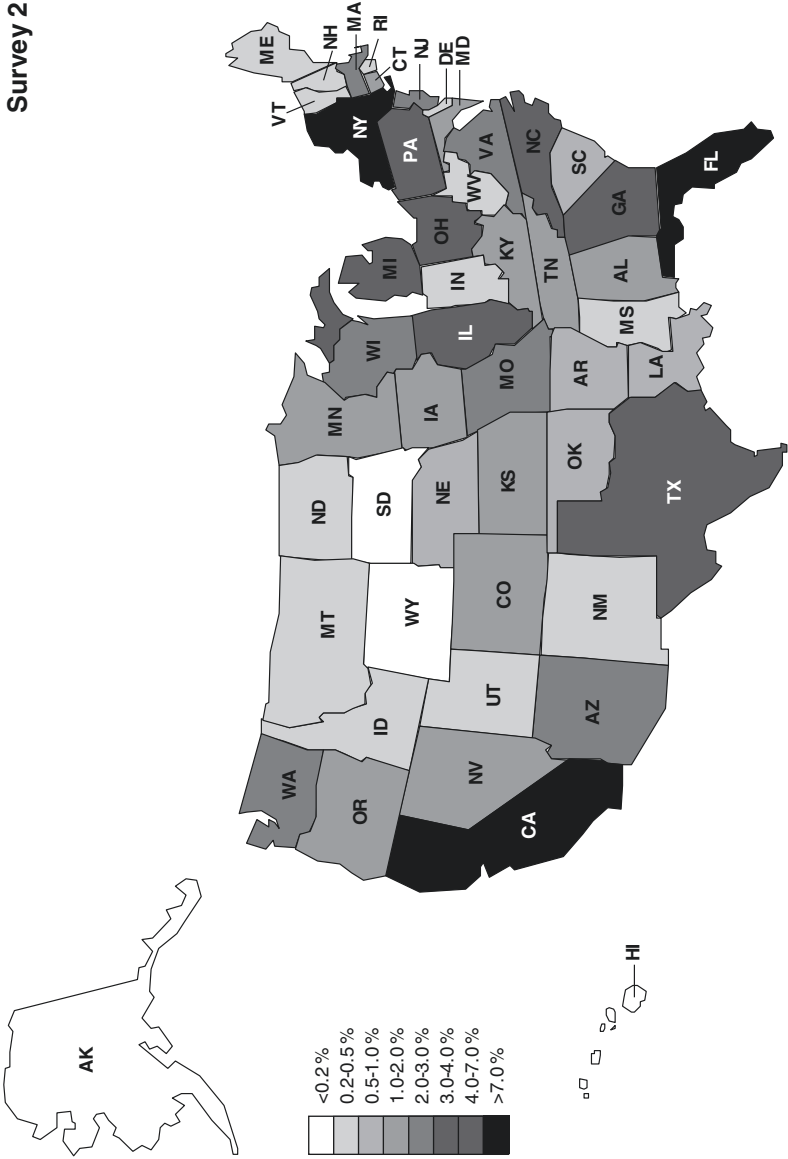 Survey 2
AK
HI
WA
OR
CA
NV
ID
MT
WY
UT
AZ
CO
NM
ND
SD
NE
KS
OK
TX
MN
IA
MO
AR
LA
WI
IL
MS
MI
IN
OH
KY
TN
AL
GA
FL
SC
NC
VA
WV
PA
NY
VT
ME
NH
MA
RI
CT
NJ
DE
MD
<0.2 %
0.2-0.5 %
0.5-1.0 %
1.0-2.0 %
2.0-3.0 %
3.0-4.0 %
4.0-7.0 %
>7.0 %